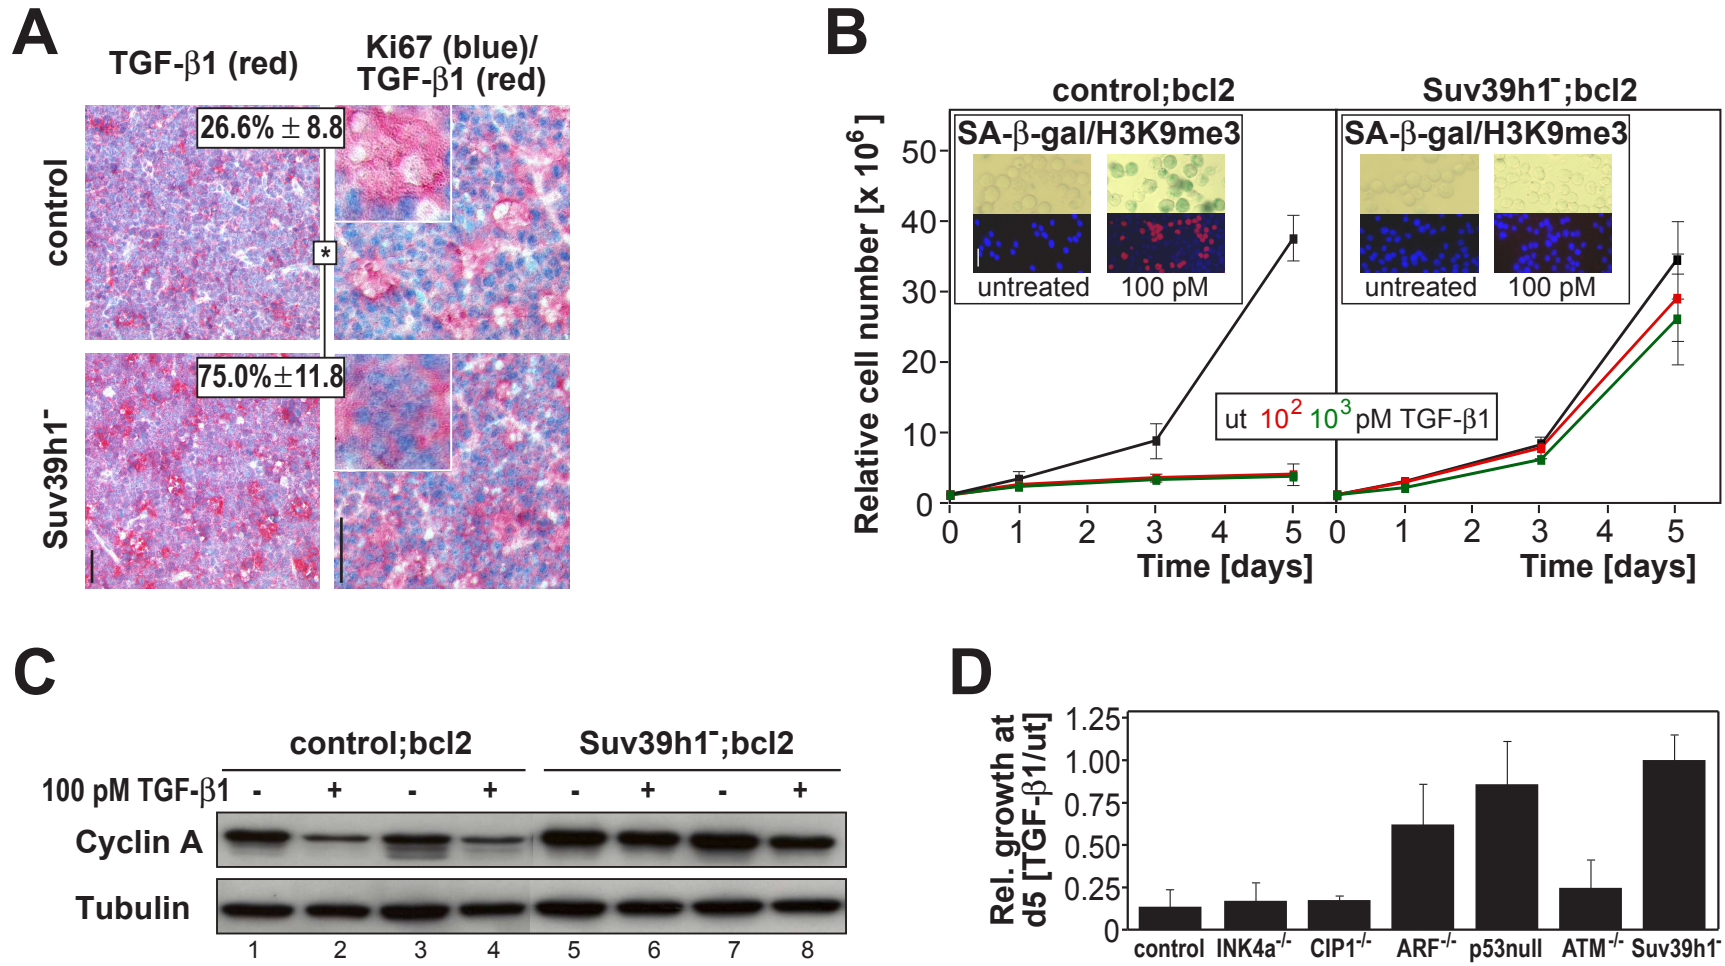 A
TGF-β1 (red)
Ki67 (blue)/
TGF-β1 (red)
control
Suv39h1⁻
26.6% ± 8.8
*
75.0%±11.8
B
control;bcl2
Suv39h1⁻;bcl2
Relative cell number [x 10⁶]
50
40
30
20
10
0
SA-β-gal/H3K9me3
untreated 100 pM
SA-β-gal/H3K9me3
untreated 100 pM
ut 10² 10³ pM TGF-β1
0 1 2 3 4 5
0 1 2 3 4 5
Time [days]
Time [days]
C
control;bcl2
Suv39h1⁻;bcl2
100 pM TGF-β1 - + - + - + - +
Cyclin A
Tubulin
1 2 3 4 5 6 7 8
D
Rel. growth at
d5 [TGF-β1/ut]
1.25
1.00
0.75
0.50
0.25
0
control INK4a⁻/⁻ CIP1⁻/⁻ ARF⁻/⁻ p53null ATM⁻/⁻ Suv39h1⁻